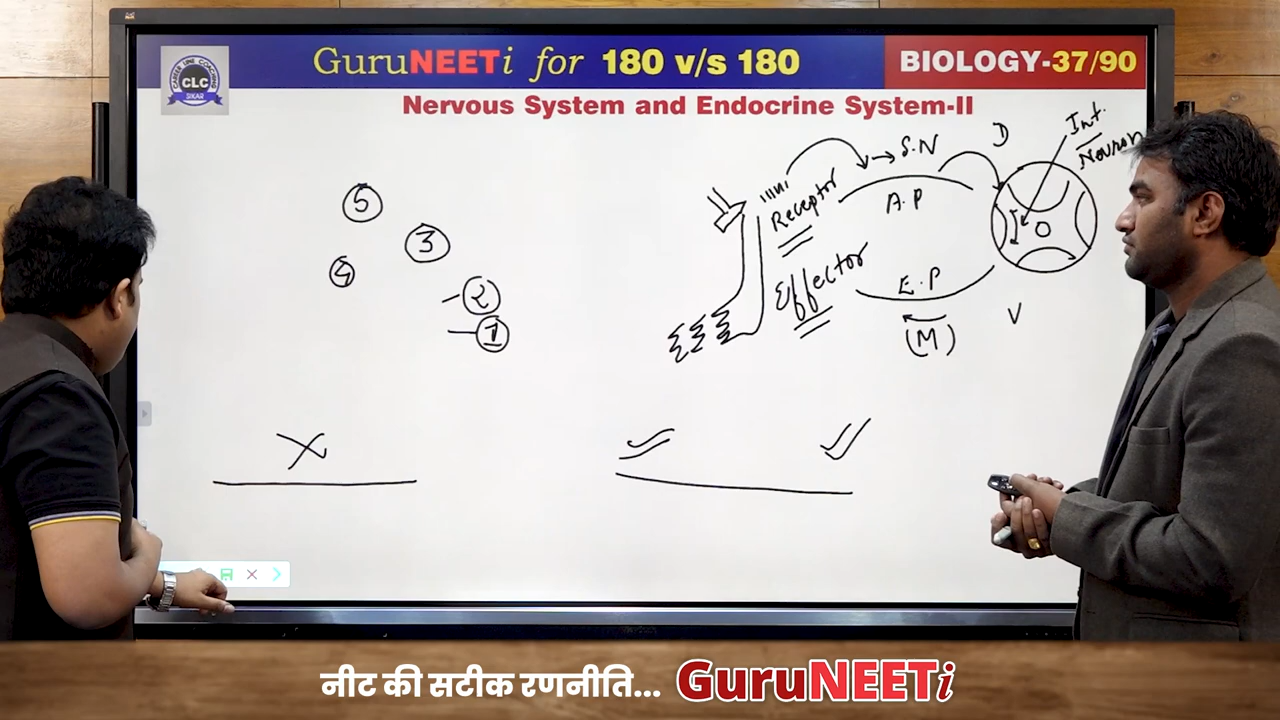 GuruNEETi for 180 v/s 180
BIOLOGY-37/90
CAREER LINE COACHING
CLC
SIKAR
Nervous System and Endocrine System-II
Int.
Neuron
D
S.N
A.P
Receptor
5
3
4
2
1
Effector
E.P
(M)
V
नीट की सटीक रणनीति... GuruNEETi